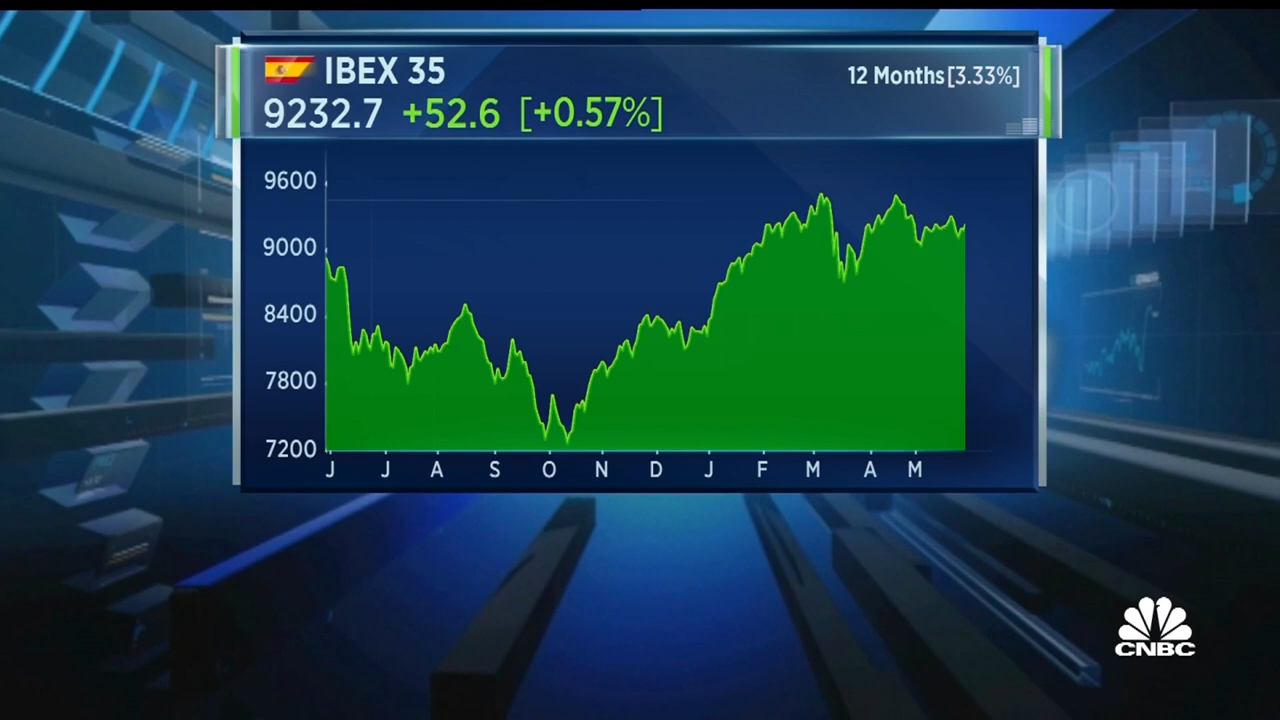 IBEX 35
12 Months[3.33%]
9232.7 +52.6 [+0.57%]
9600
9000
8400
7800
7200
J J A S O N D J F M A M
CNBC